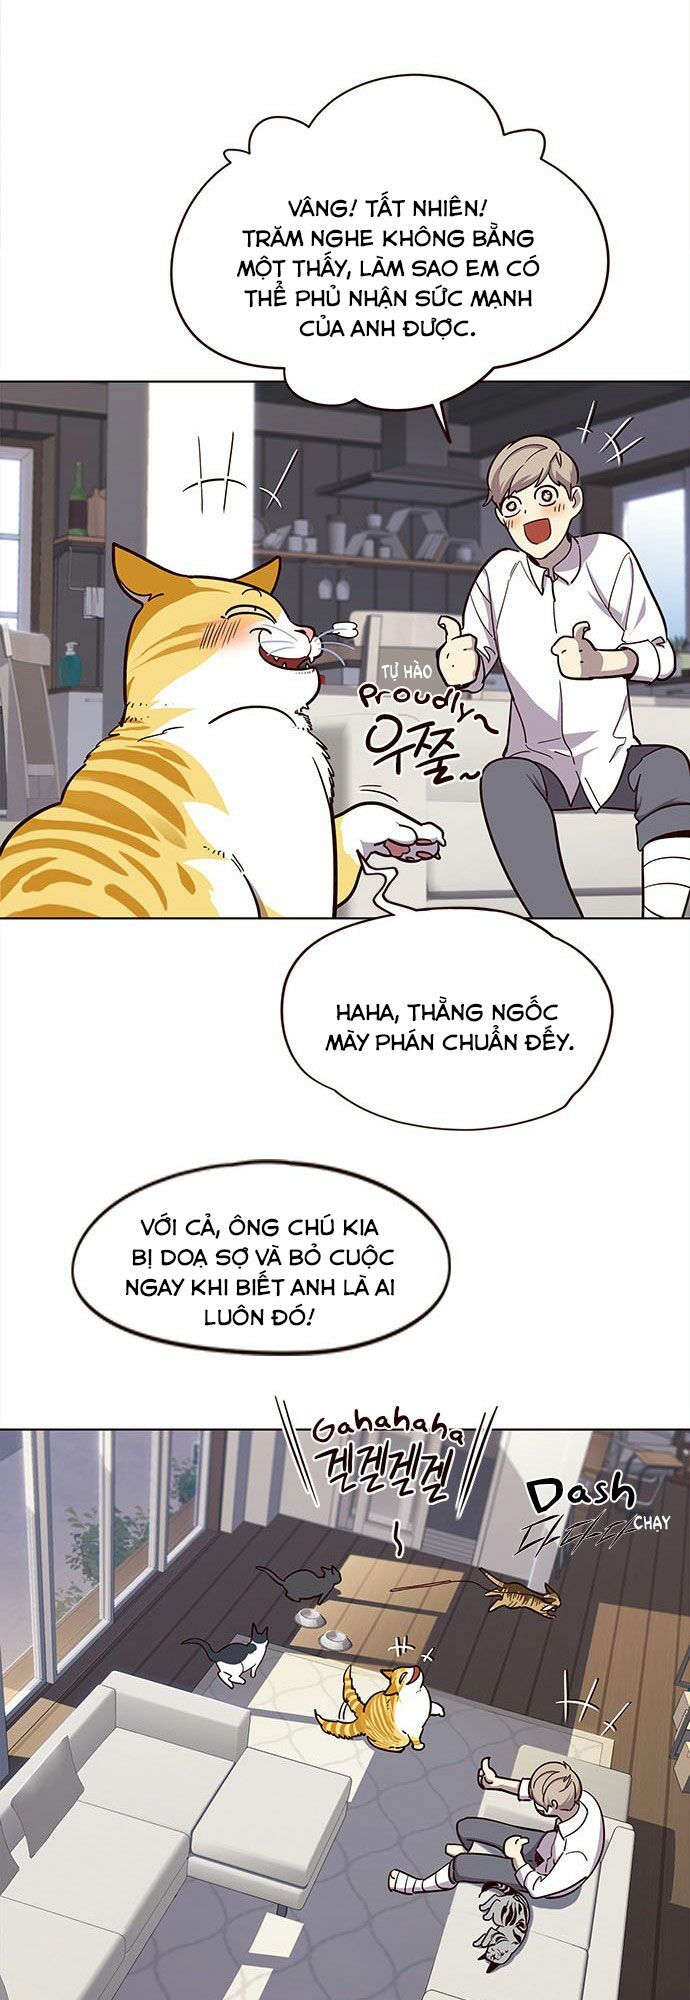 VÂNG! TẤT NHIÊN!
TRĂM NGHE KHÔNG BẰNG
MỘT THẤY, LÀM SAO EM CÓ
THỂ PHỦ NHẬN SỨC MẠNH
CỦA ANH ĐƯỢC.
TỰ HÀO
Proudly~
우쭐~
HAHA, THẰNG NGỐC
MÀY PHÁN CHUẨN ĐẾY.
VỚI CẢ, ÔNG CHÚ KIA
BỊ DOẠ SỢ VÀ BỎ CUỘC
NGAY KHI BIẾT ANH LÀ AI
LUÔN ĐÓ!
Gahahaha
겔겔겔겔
~
Dash
다다다 CHẠY